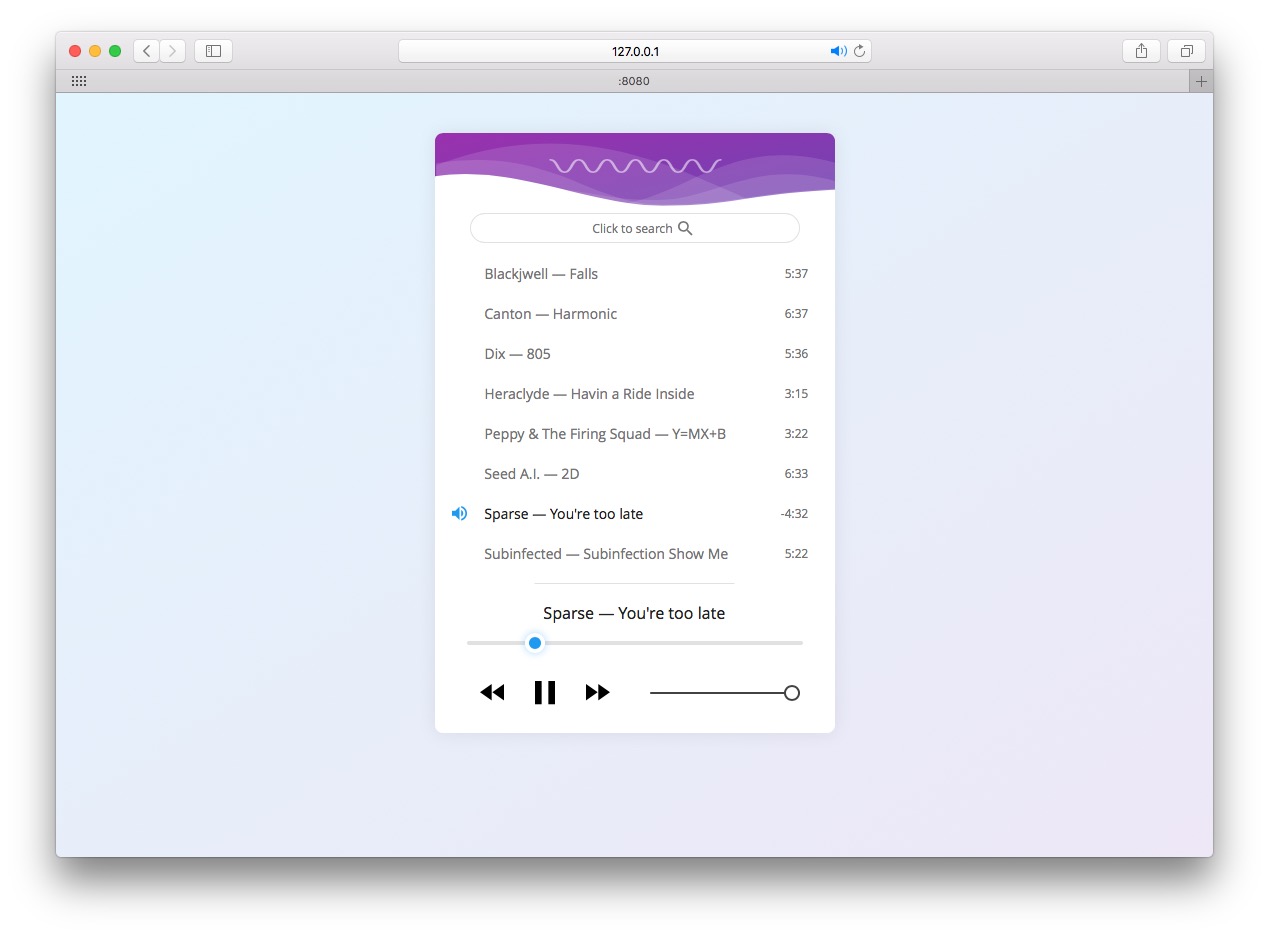 127.0.0.1
:8080
Click to search
Blackjwell — Falls 5:37
Canton — Harmonic 6:37
Dix — 805 5:36
Heraclyde — Havin a Ride Inside 3:15
Peppy & The Firing Squad — Y=MX+B 3:22
Seed A.I. — 2D 6:33
Sparse — You're too late -4:32
Subinfected — Subinfection Show Me 5:22
Sparse — You're too late